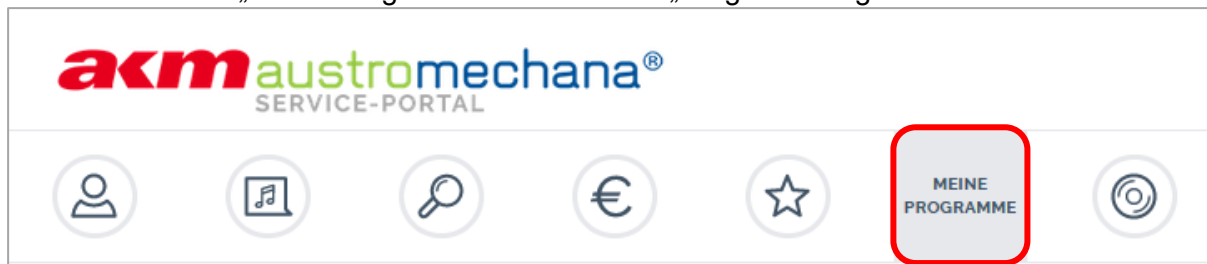 akm austromechana®
SERVICE-PORTAL
€
MEINE
PROGRAMME